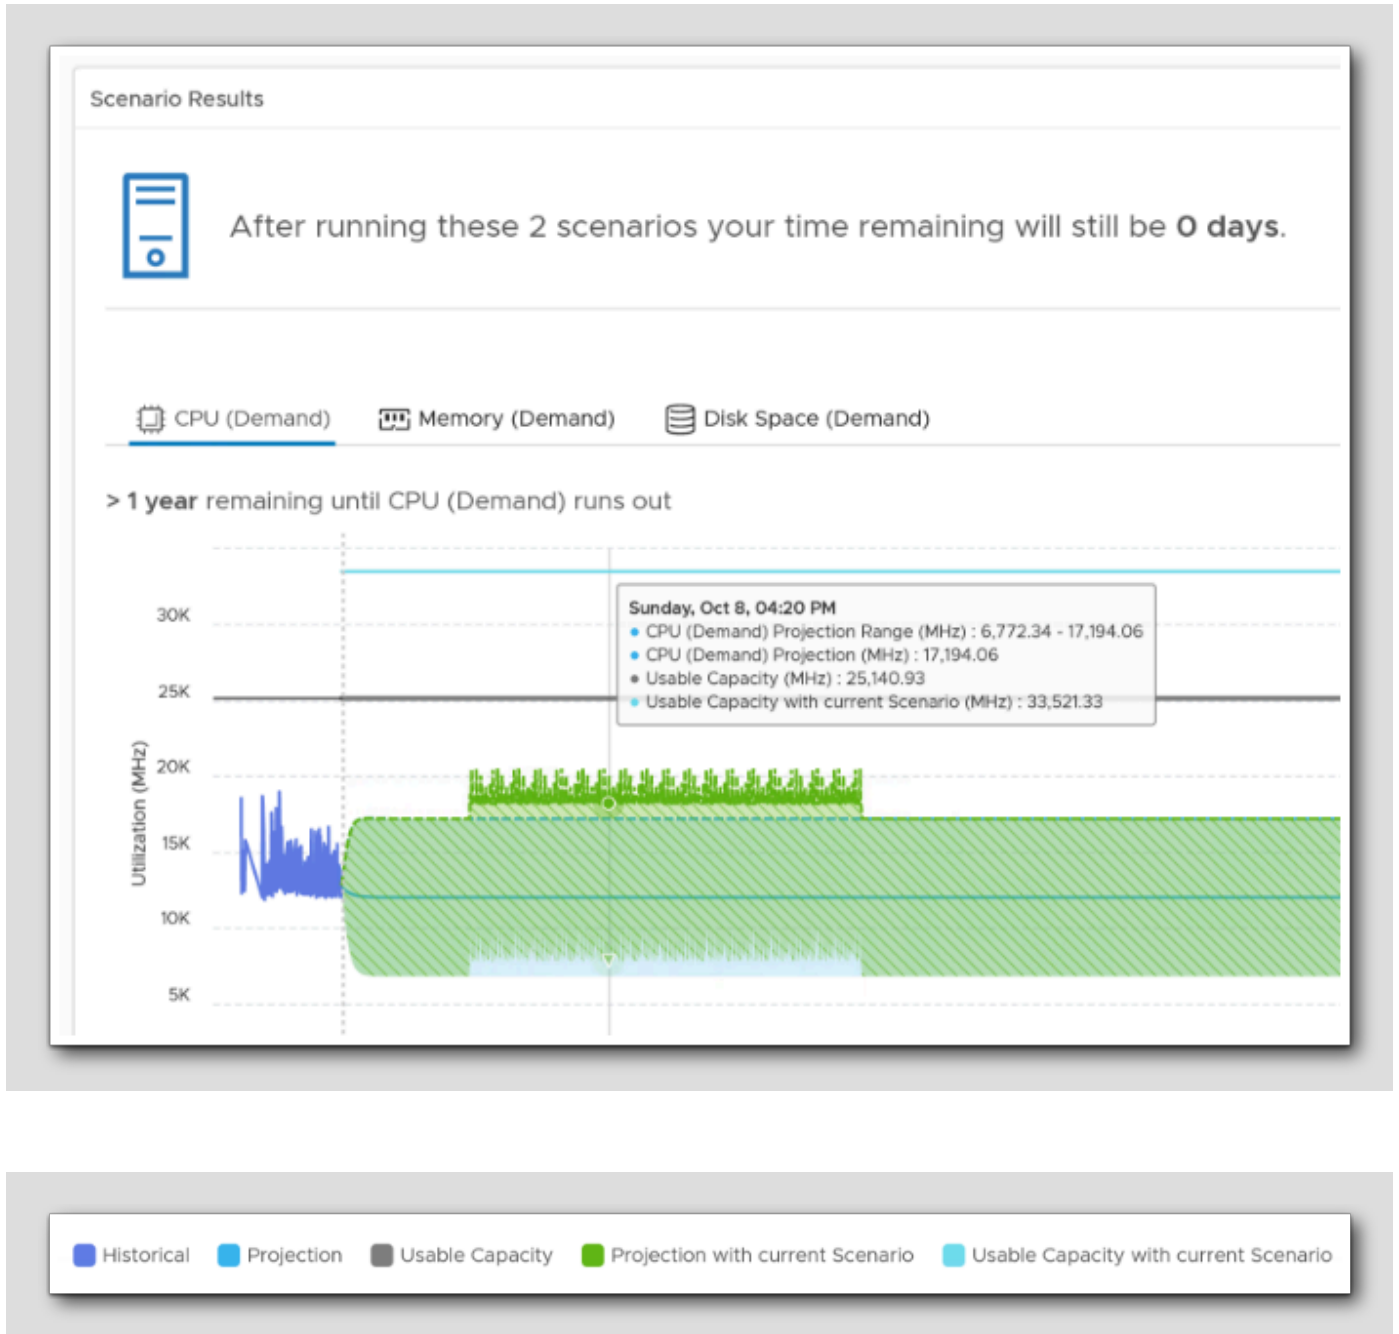 Scenario Results
After running these 2 scenarios your time remaining will still be 0 days.
CPU (Demand) Memory (Demand) Disk Space (Demand)
> 1 year remaining until CPU (Demand) runs out
30K
25K
20K
15K
10K
5K
Utilization (MHz)
Sunday, Oct 8, 04:20 PM
• CPU (Demand) Projection Range (MHz) : 6,772.34 - 17,194.06
• CPU (Demand) Projection (MHz) : 17,194.06
• Usable Capacity (MHz) : 25,140.93
• Usable Capacity with current Scenario (MHz) : 33,521.33
Historical Projection Usable Capacity Projection with current Scenario Usable Capacity with current Scenario